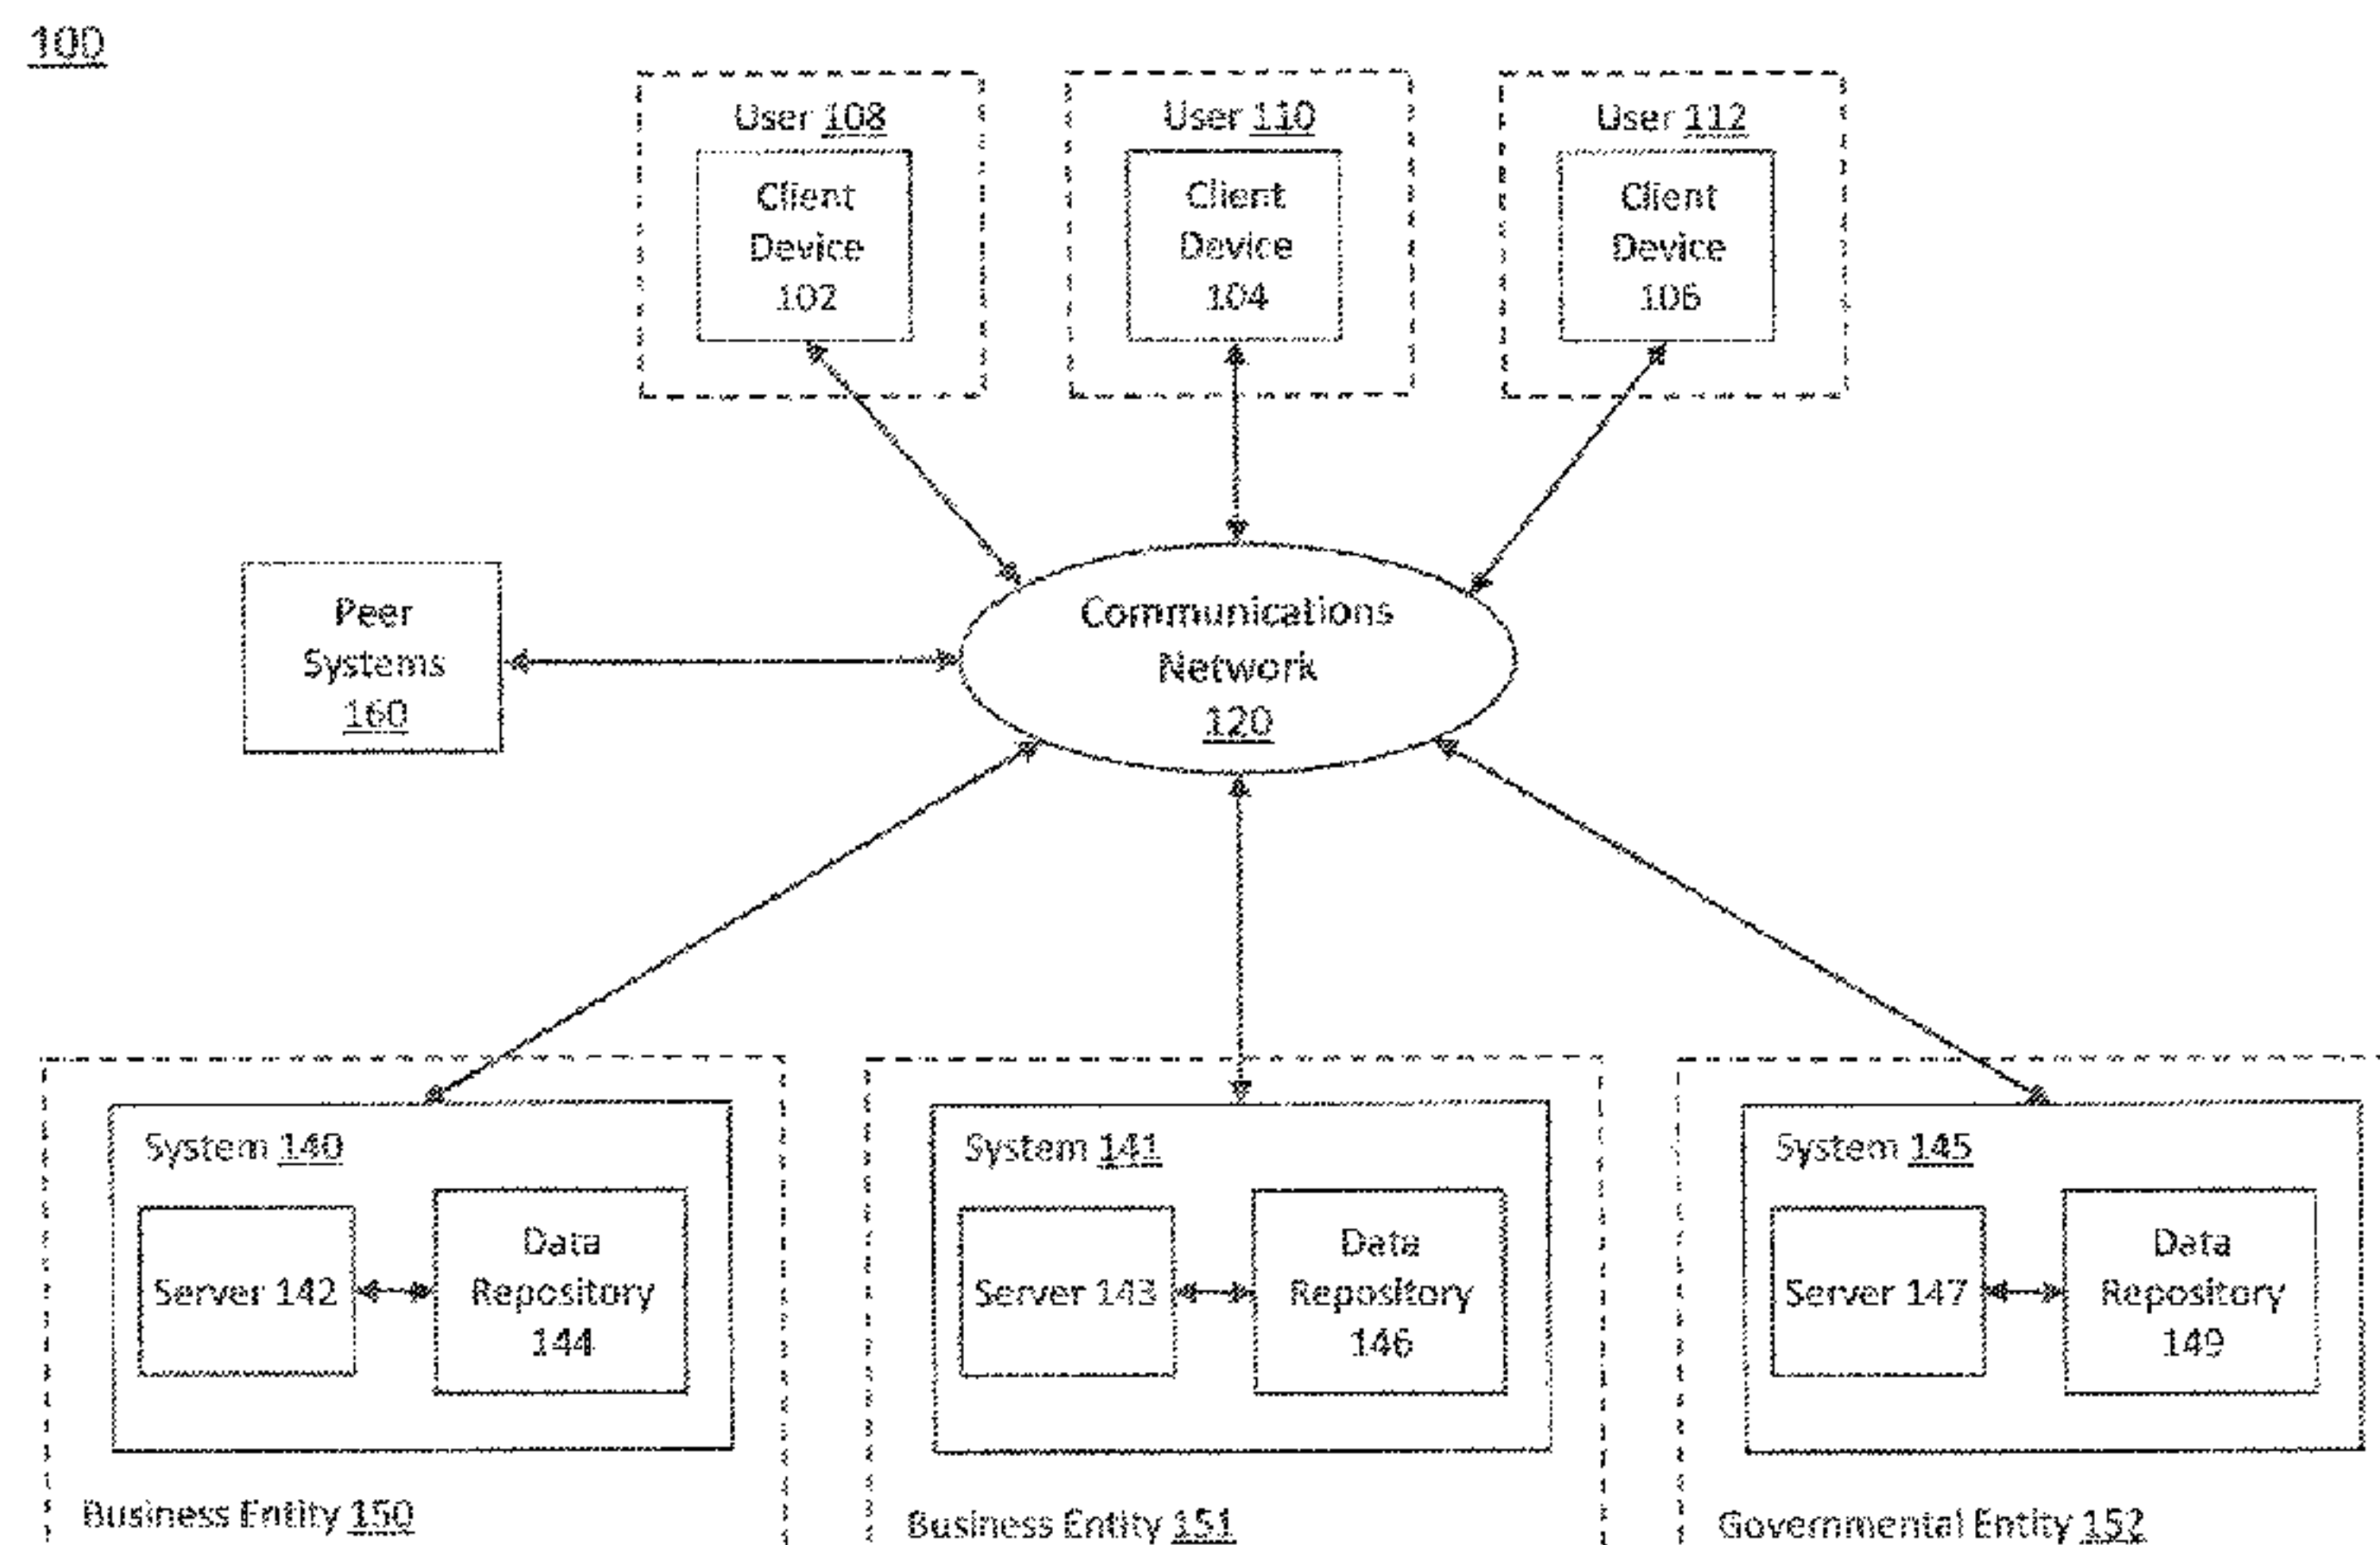 100
User 108
Client
Device
102
User 110
Client
Device
104
User 112
Client
Device
106
Peer
Systems
160
Communications
Network
120
System 140
Server 142
Data
Repository
144
Business Entity 150
System 141
Server 143
Data
Repository
146
Business Entity 151
System 145
Server 147
Data
Repository
149
Governmental Entity 152